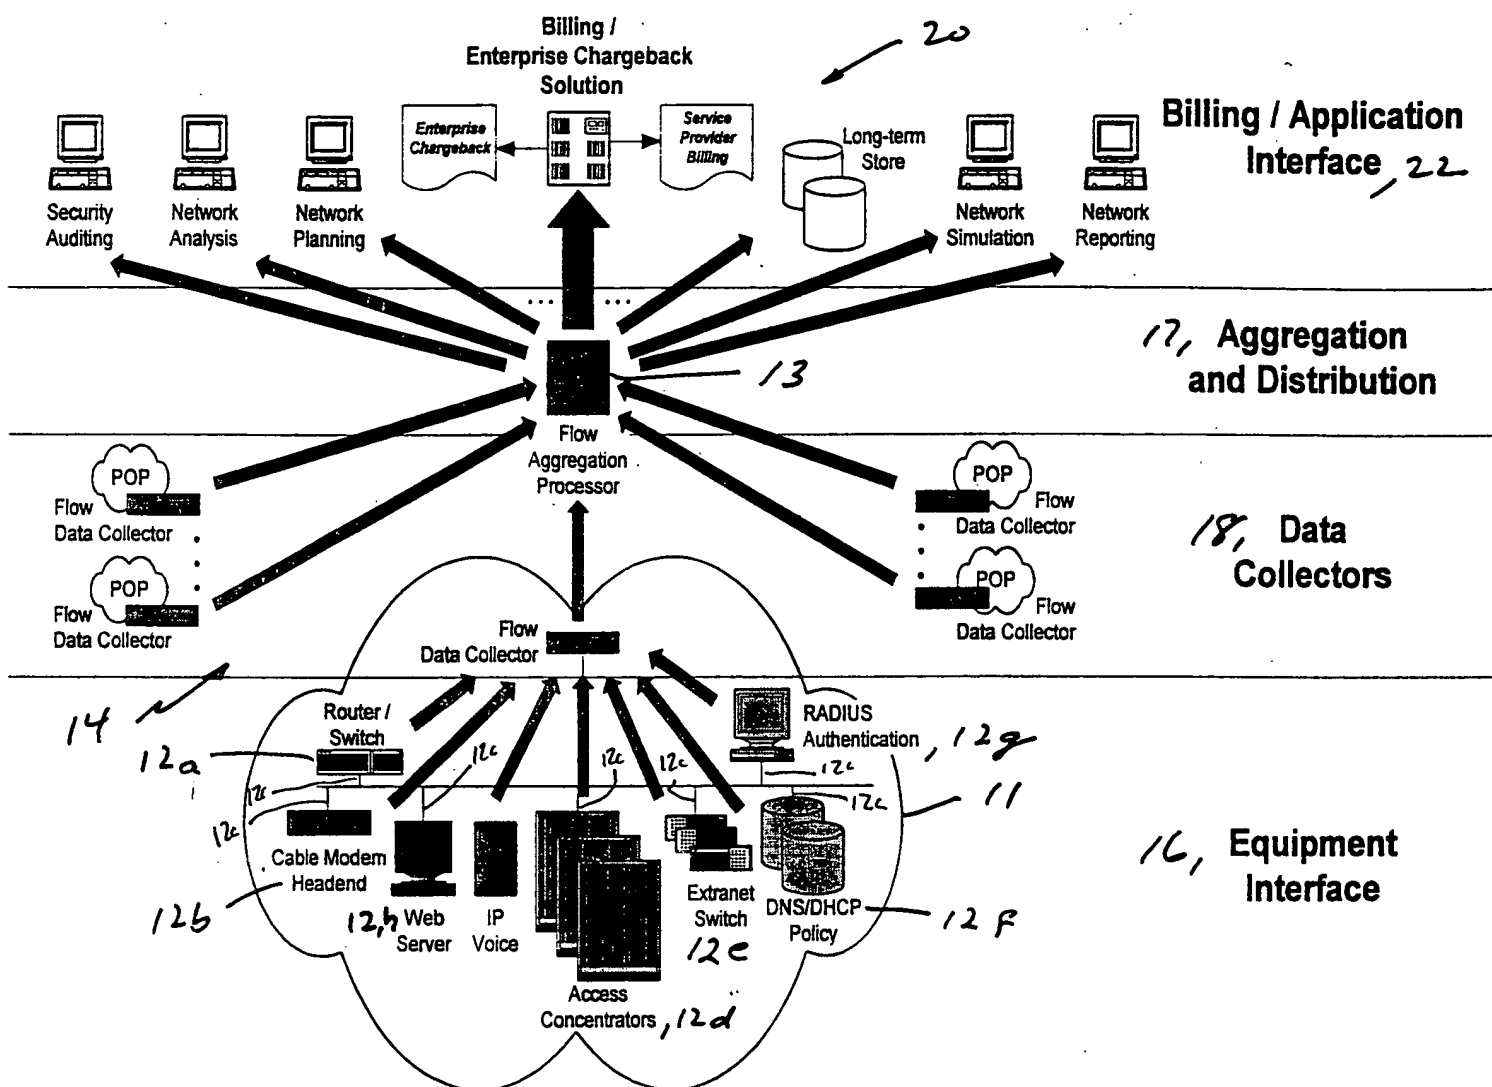 Billing /
Enterprise Chargeback
Solution
20
Billing / Application
Interface, 22
Enterprise
Chargeback
Service
Provider
Billing
Long-term
Store
Security
Auditing
Network
Analysis
Network
Planning
Network
Simulation
Network
Reporting
17, Aggregation
and Distribution
13
Flow
Aggregation
Processor
POP
Flow
Data Collector
POP
Flow
Data Collector
POP
Flow
Data Collector
POP
Flow
Data Collector
18, Data
Collectors
Flow
Data Collector
14
Router /
Switch
12a
RADIUS
Authentication, 12g
12c
12c
12c
12c
12c
12c
12c
11
16, Equipment
Interface
Cable Modem
Headend
12b
12h Web
Server
IP
Voice
Extranet
Switch
12e
DNS/DHCP
Policy
12f
Access
Concentrators, 12d